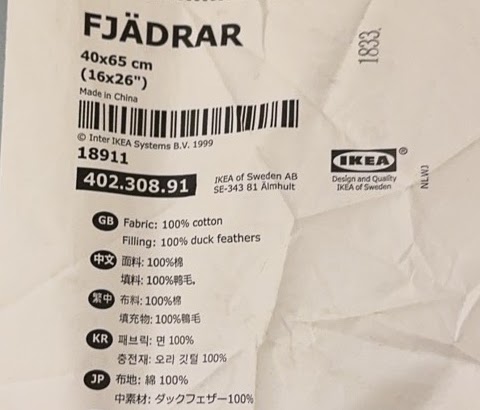 FJÄDRAR
1833.
40x65 cm
(16x26")
Made in China
© Inter IKEA Systems B.V. 1999
18911
402.308.91
IKEA of Sweden AB
SE-343 81 Älmhult
IKEA®
Design and Quality
IKEA of Sweden
NLWJ
GB Fabric: 100% cotton
Filling: 100% duck feathers
中文 面料: 100%棉
填料: 100%鸭毛.
繁中 布料: 100%棉
填充物: 100%鴨毛
KR 패브릭: 면 100%
충전재: 오리 깃털 100%
JP 布地: 綿 100%
中素材: ダックフェザー100%